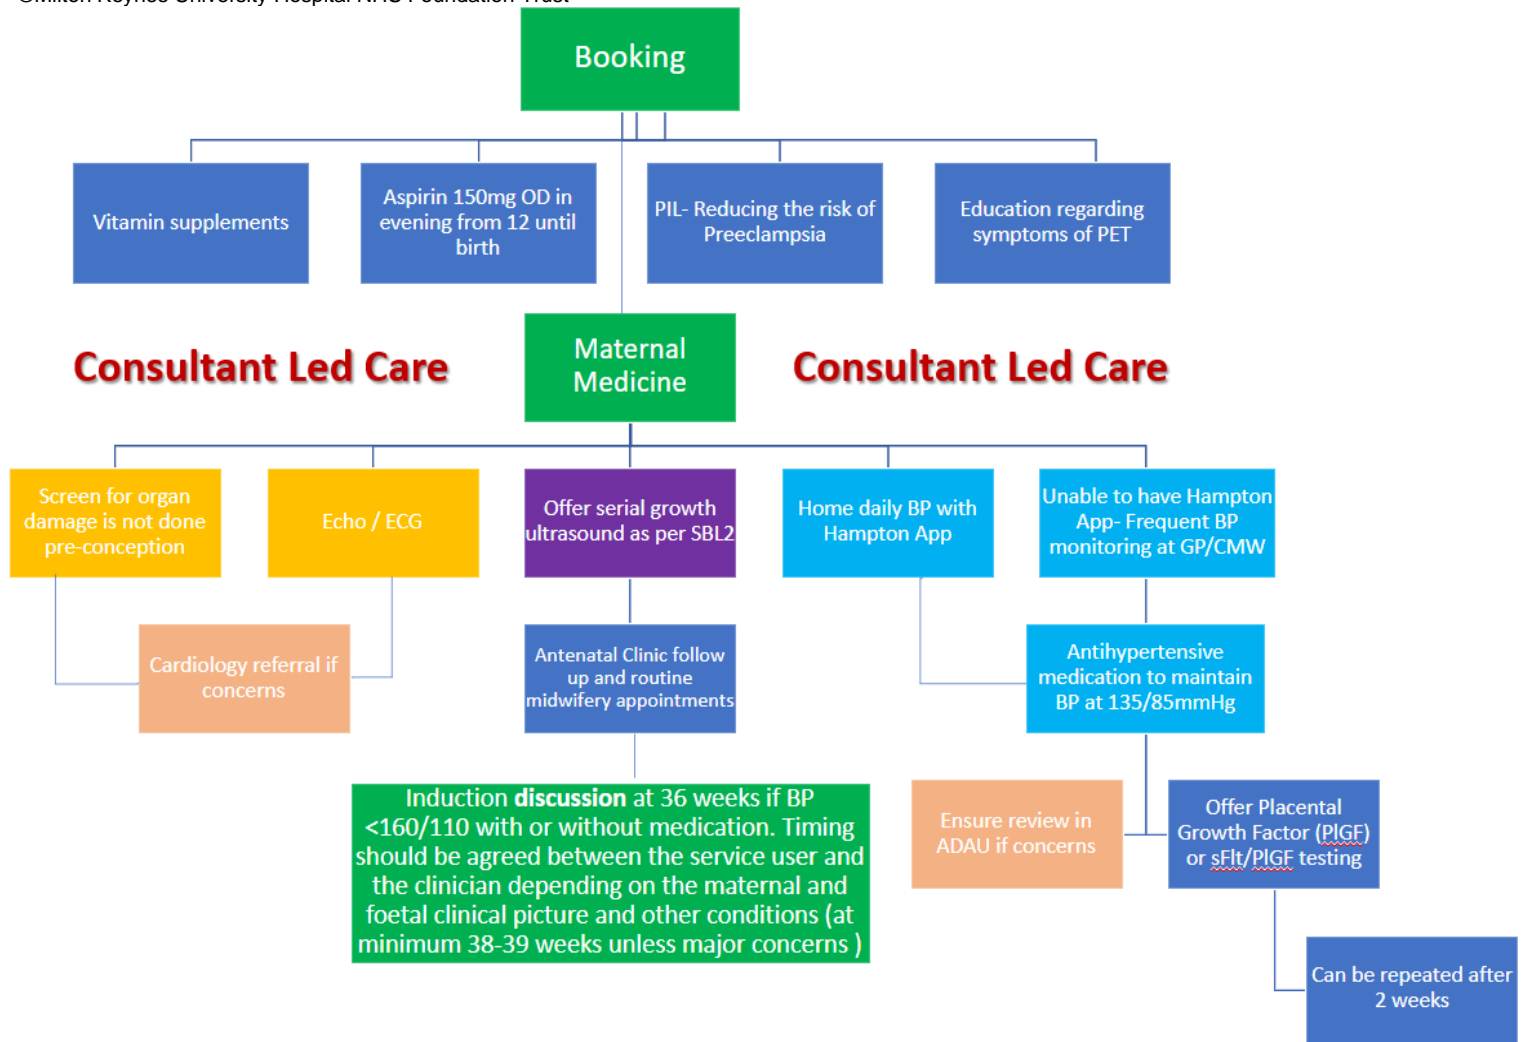 ©Milton Keynes University Hospital NHS Foundation Trust
Booking
Vitamin supplements
Aspirin 150mg OD in
evening from 12 until
birth
PIL- Reducing the risk of
Preeclampsia
Education regarding
symptoms of PET
Consultant Led Care
Maternal
Medicine
Consultant Led Care
Screen for organ
damage is not done
pre-conception
Echo / ECG
Offer serial growth
ultrasound as per SBL2
Home daily BP with
Hampton App
Unable to have Hampton
App- Frequent BP
monitoring at GP/CMW
Cardiology referral if
concerns
Antenatal Clinic follow
up and routine
midwifery appointments
Antihypertensive
medication to maintain
BP at 135/85mmHg
Induction discussion at 36 weeks if BP
<160/110 with or without medication. Timing
should be agreed between the service user and
the clinician depending on the maternal and
foetal clinical picture and other conditions (at
minimum 38-39 weeks unless major concerns )
Ensure review in
ADAU if concerns
Offer Placental
Growth Factor (PlGF)
or sFlt/PlGF testing
Can be repeated after
2 weeks